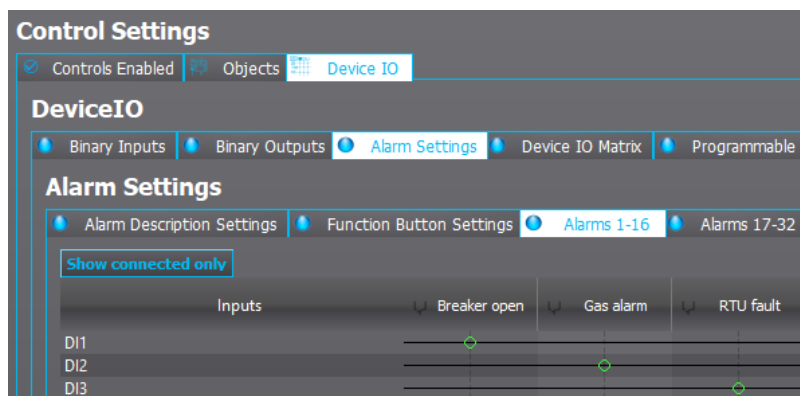 Control Settings
Controls Enabled Objects Device IO
DeviceIO
Binary Inputs Binary Outputs Alarm Settings Device IO Matrix Programmable
Alarm Settings
Alarm Description Settings Function Button Settings Alarms 1-16 Alarms 17-32
Show connected only
Inputs Breaker open Gas alarm RTU fault
DI1
DI2
DI3